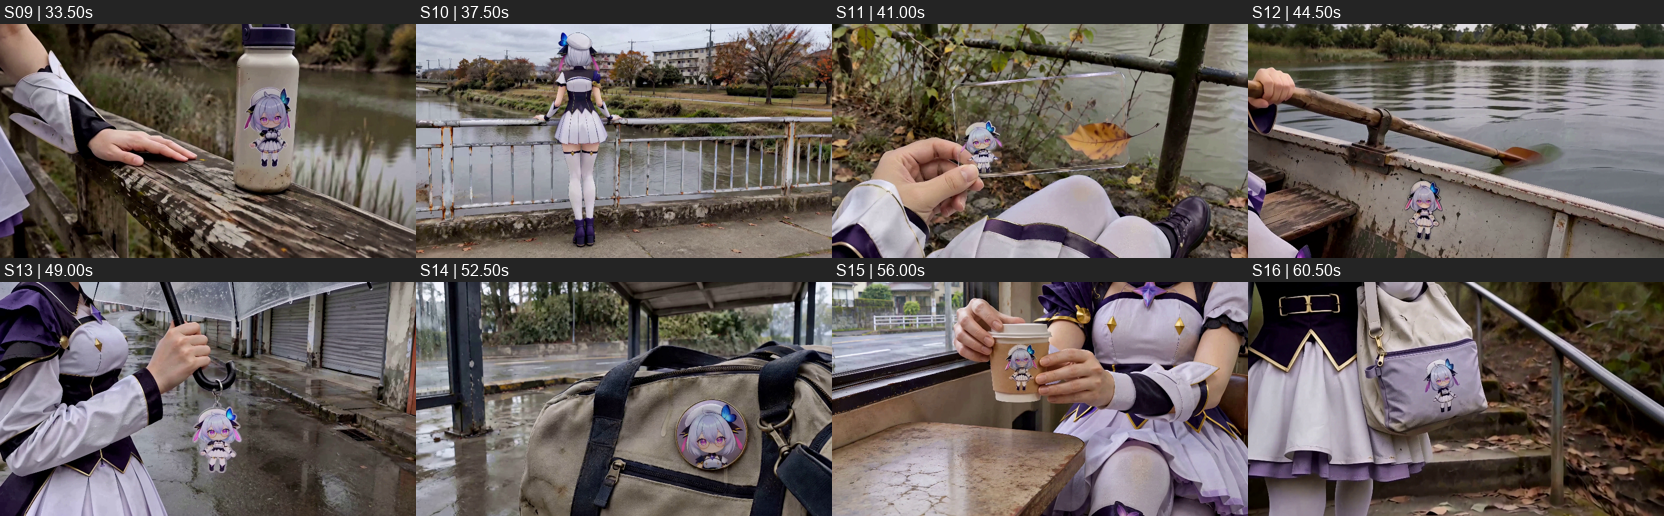 S09 | 33.50s
S10 | 37.50s
S11 | 41.00s
S12 | 44.50s
S13 | 49.00s
S14 | 52.50s
S15 | 56.00s
S16 | 60.50s